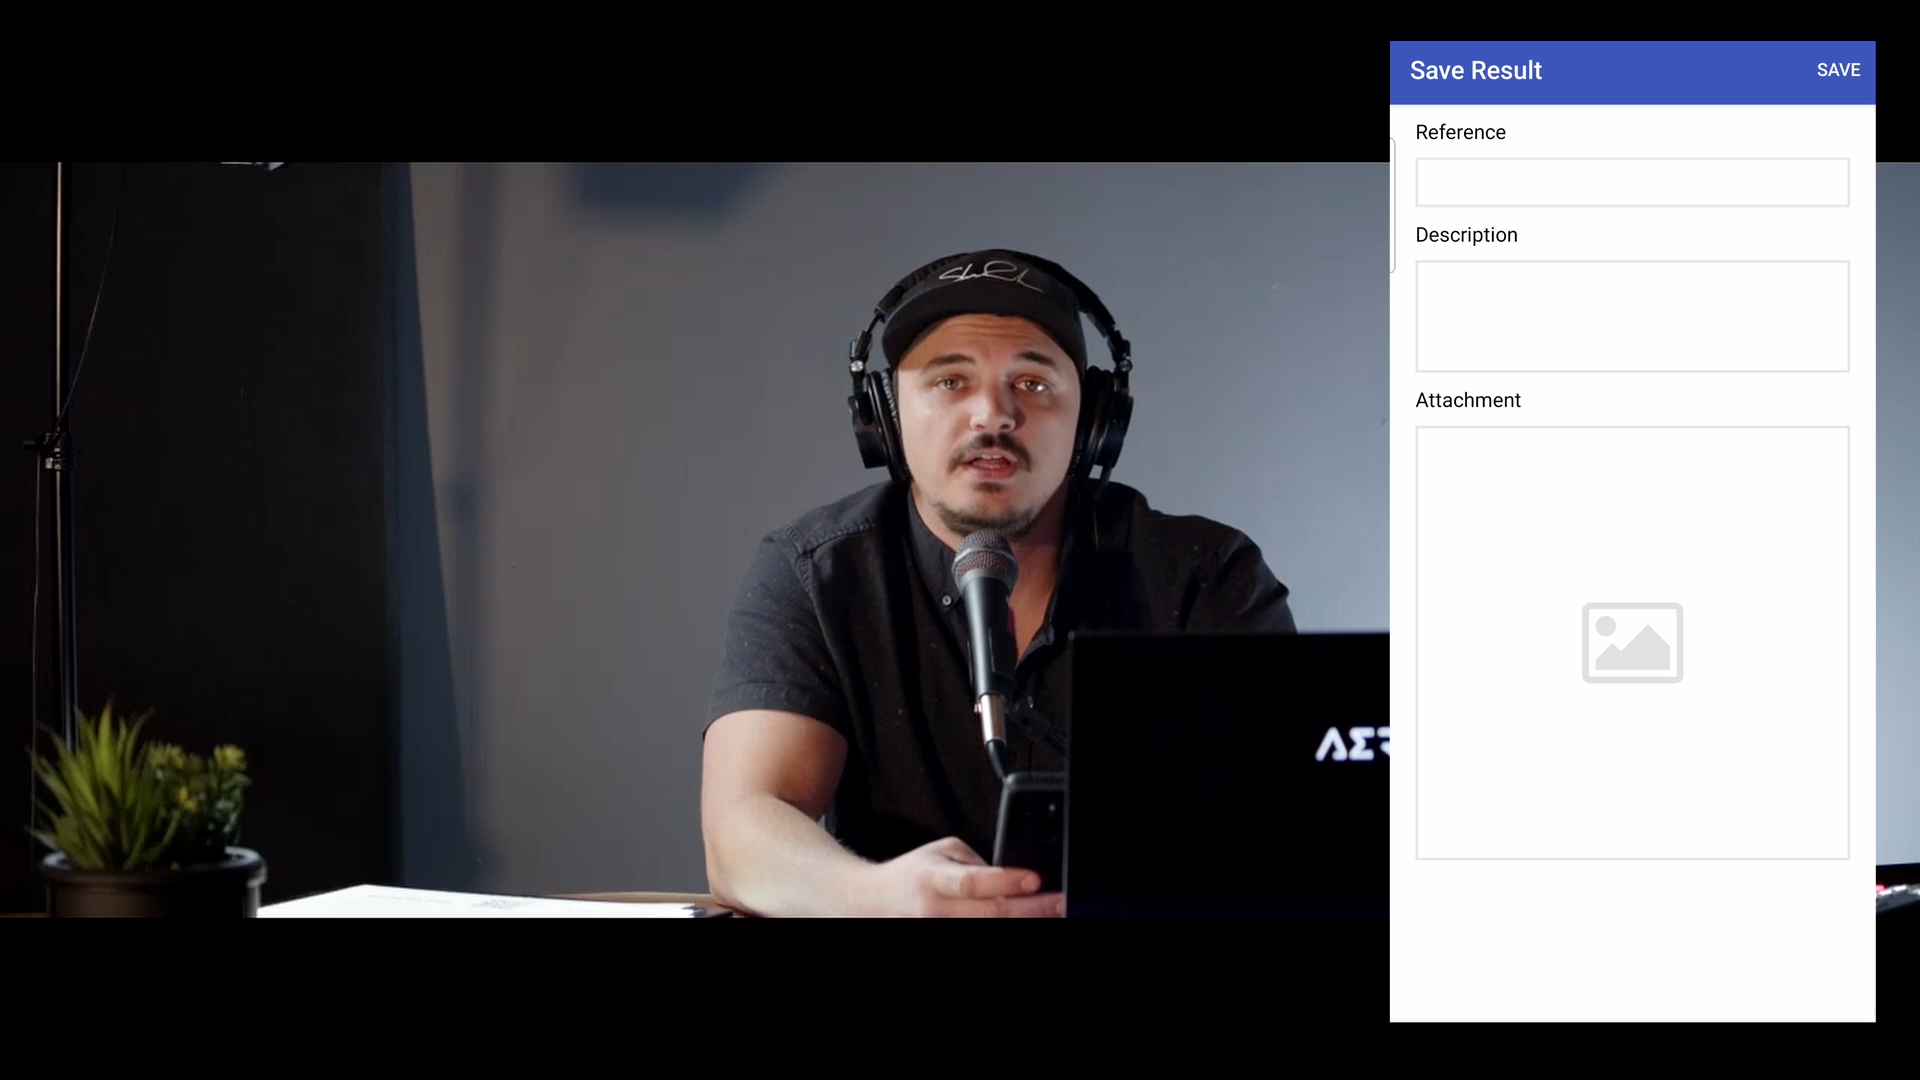 Save Result
SAVE
Reference
Description
Attachment